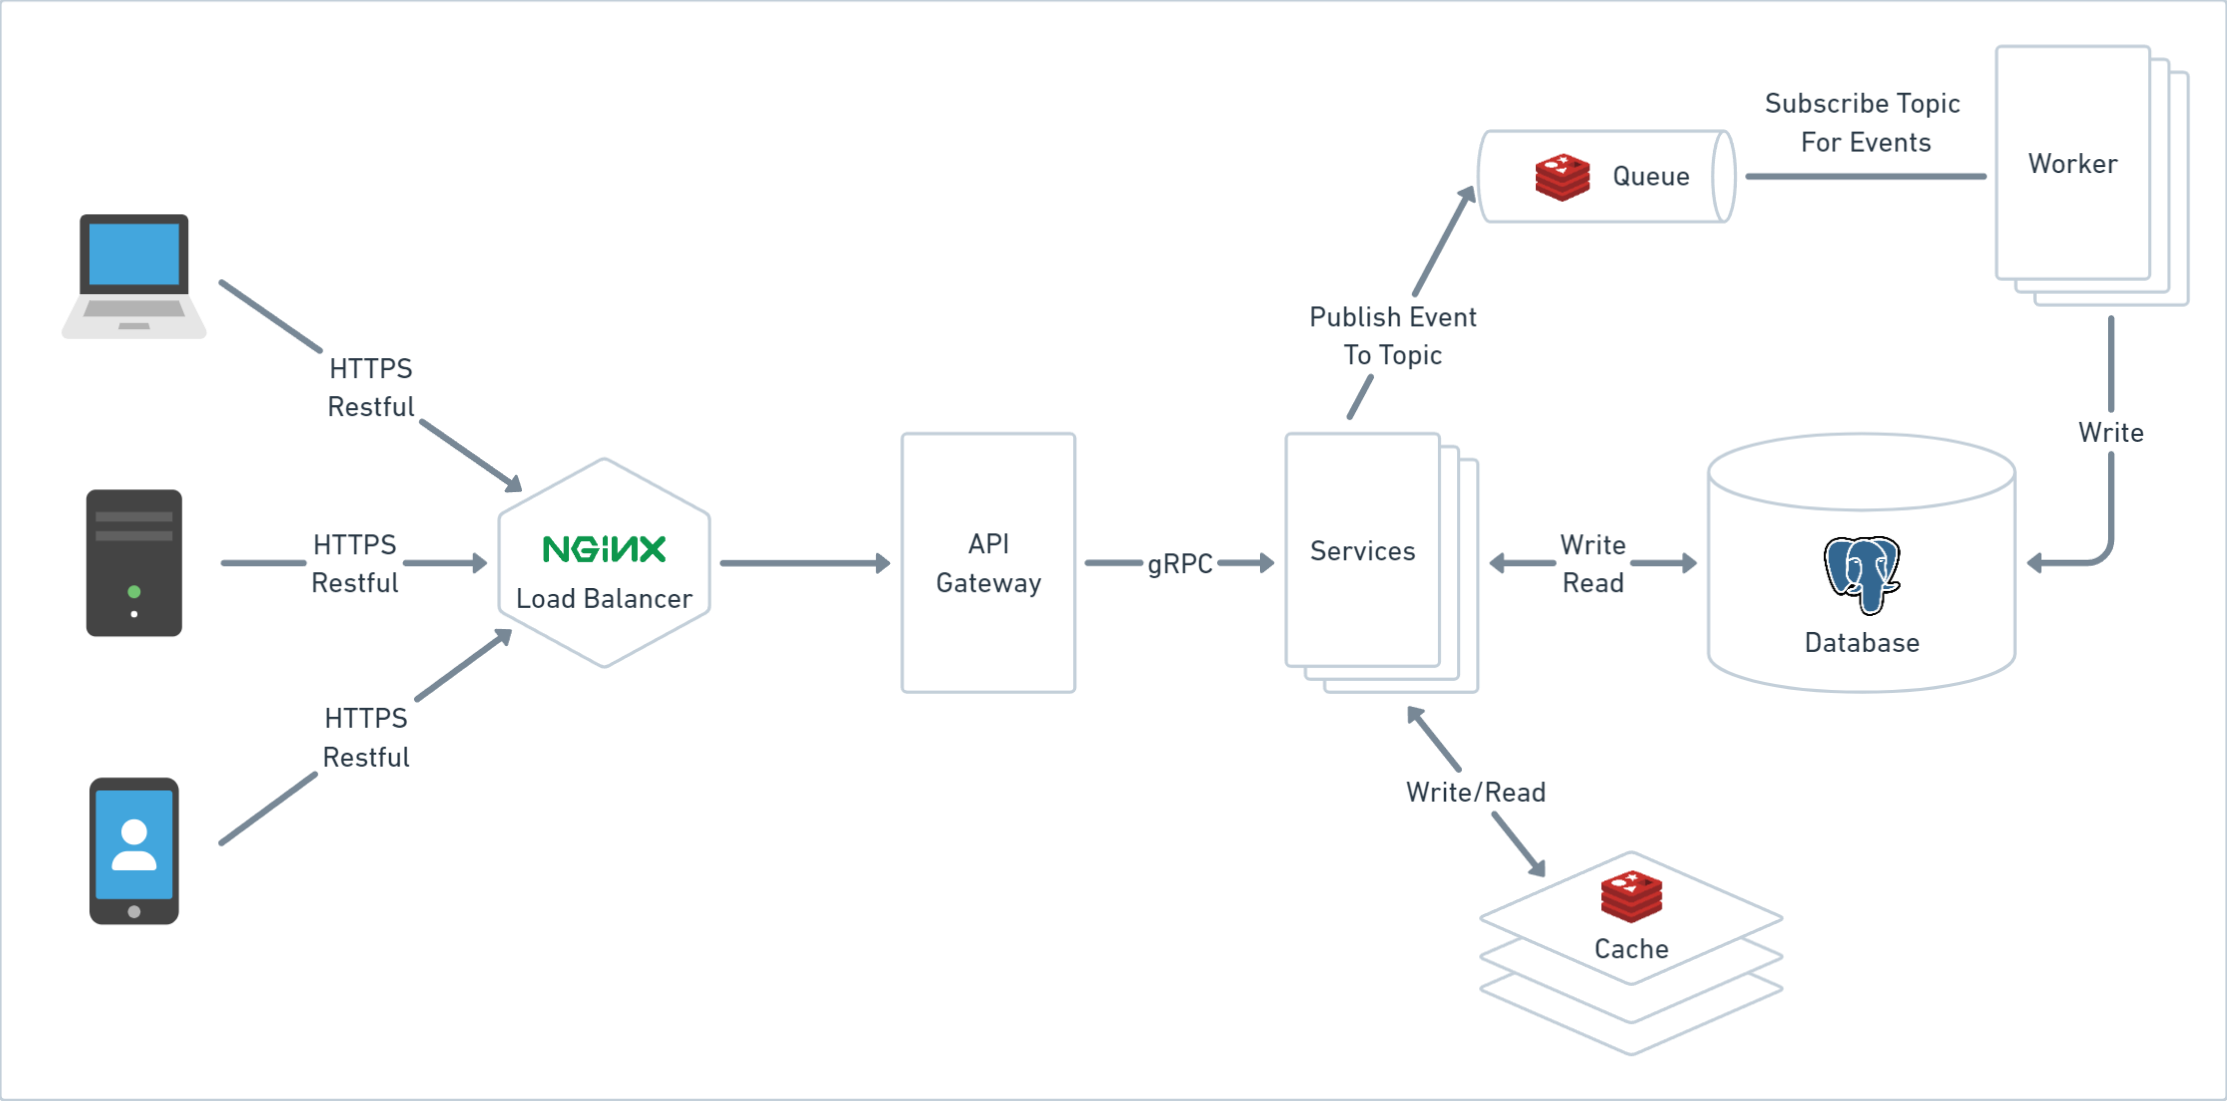 HTTPS
Restful
HTTPS
Restful
HTTPS
Restful
NGINX
Load Balancer
API
Gateway
gRPC
Services
Publish Event
To Topic
Queue
Subscribe Topic
For Events
Worker
Write
Write
Read
Database
Write/Read
Cache